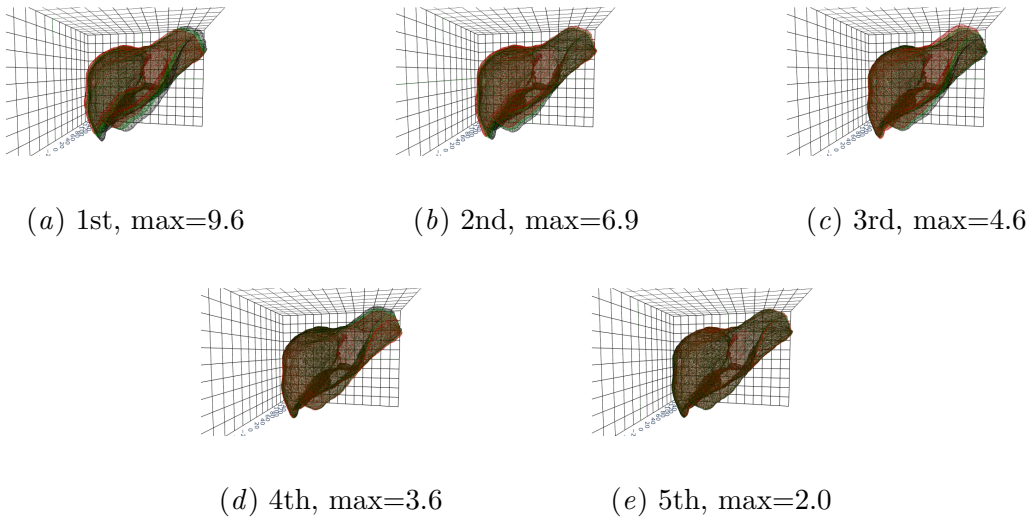 (a) 1st, max=9.6
(b) 2nd, max=6.9
(c) 3rd, max=4.6
(d) 4th, max=3.6
(e) 5th, max=2.0